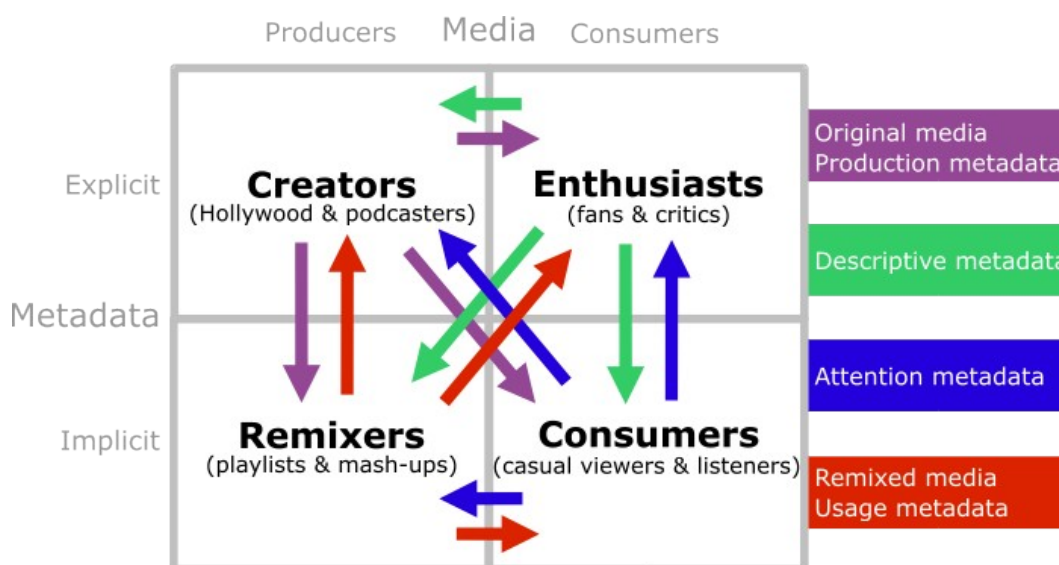 Producers Media Consumers
Explicit
Creators
(Hollywood & podcasters)
Enthusiasts
(fans & critics)
Metadata
Implicit
Remixers
(playlists & mash-ups)
Consumers
(casual viewers & listeners)
Original media
Production metadata
Descriptive metadata
Attention metadata
Remixed media
Usage metadata